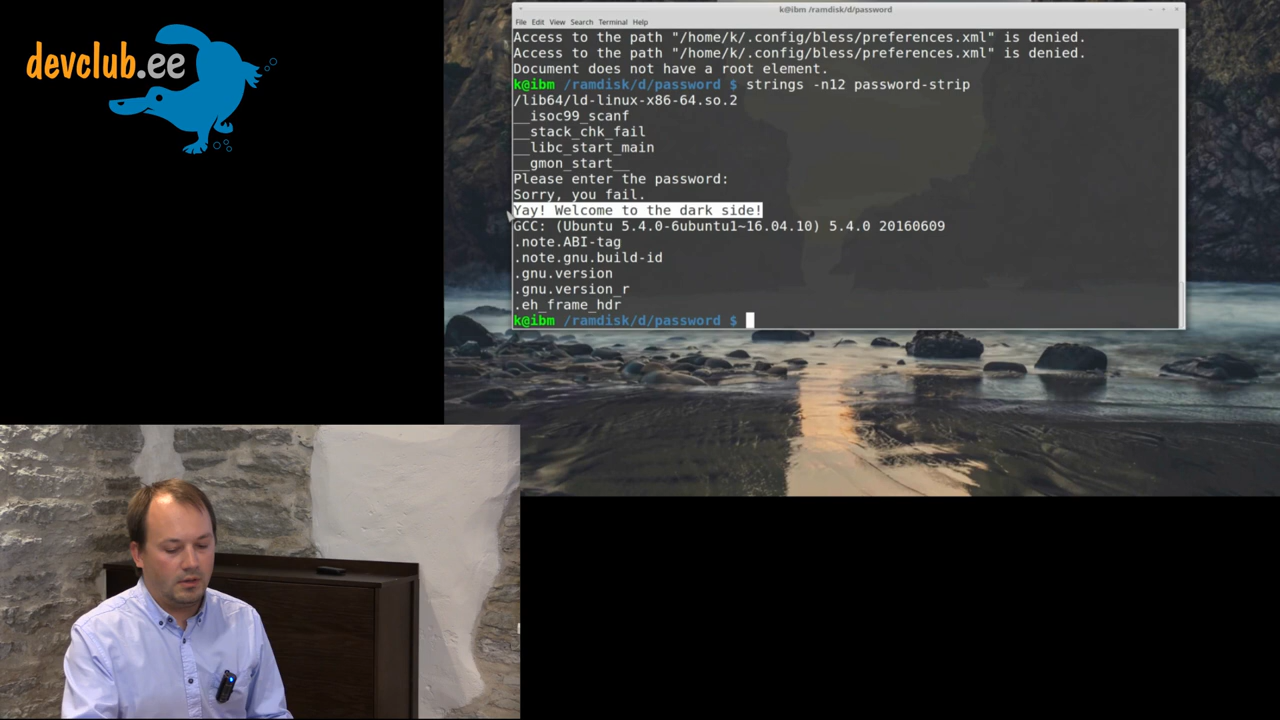 devclub.ee
k@ibm /ramdisk/d/password
File Edit View Search Terminal Help
Access to the path "/home/k/.config/bless/preferences.xml" is denied.
Access to the path "/home/k/.config/bless/preferences.xml" is denied.
Document does not have a root element.
k@ibm /ramdisk/d/password $ strings -n12 password-strip
/lib64/ld-linux-x86-64.so.2
__isoc99_scanf
__stack_chk_fail
__libc_start_main
__gmon_start__
Please enter the password:
Sorry, you fail.
Yay! Welcome to the dark side!
GCC: (Ubuntu 5.4.0-6ubuntu1~16.04.10) 5.4.0 20160609
.note.ABI-tag
.note.gnu.build-id
.gnu.version
.gnu.version_r
.eh_frame_hdr
k@ibm /ramdisk/d/password $